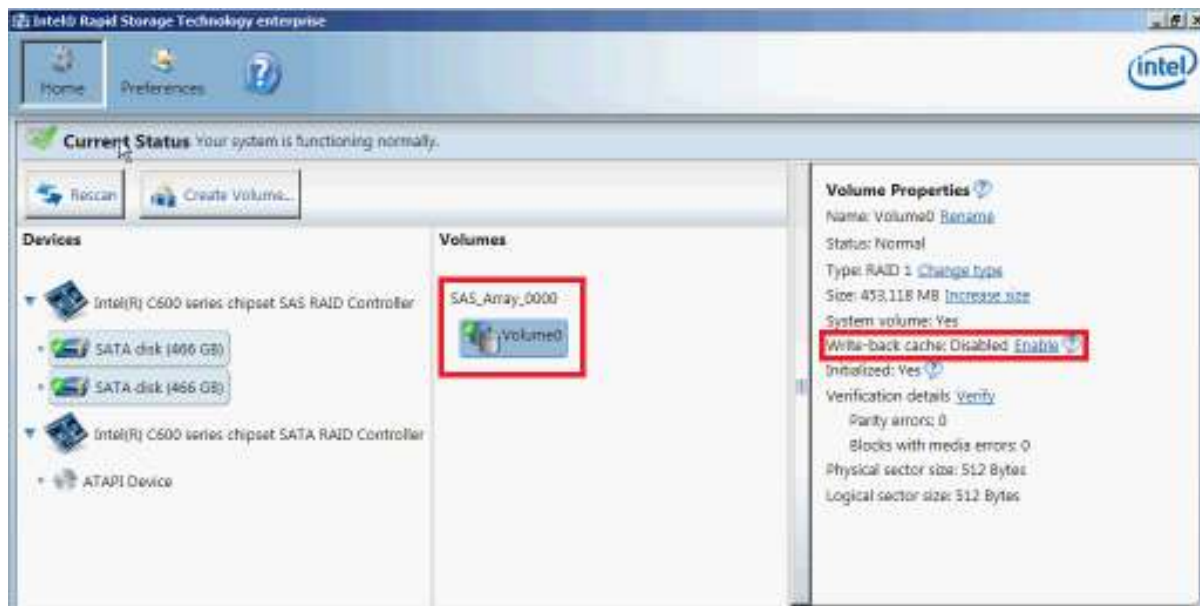 Intel® Rapid Storage Technology enterprise
Home
Preferences
intel
Current Status Your system is functioning normally.
Rescan
Create Volume...
Devices
Intel(R) C600 series chipset SAS RAID Controller
SATA disk (466 GB)
SATA disk (466 GB)
Intel(R) C600 series chipset SATA RAID Controller
ATAPI Device
Volumes
SAS_Array_0000
Volume0
Volume Properties ?
Name: Volume0 Rename
Status: Normal
Type: RAID 1 Change type
Size: 453,118 MB Increase size
System volume: Yes
Write-back cache: Disabled Enable ?
Initialized: Yes ?
Verification details Verify
Parity errors: 0
Blocks with media errors: 0
Physical sector size: 512 Bytes
Logical sector size: 512 Bytes